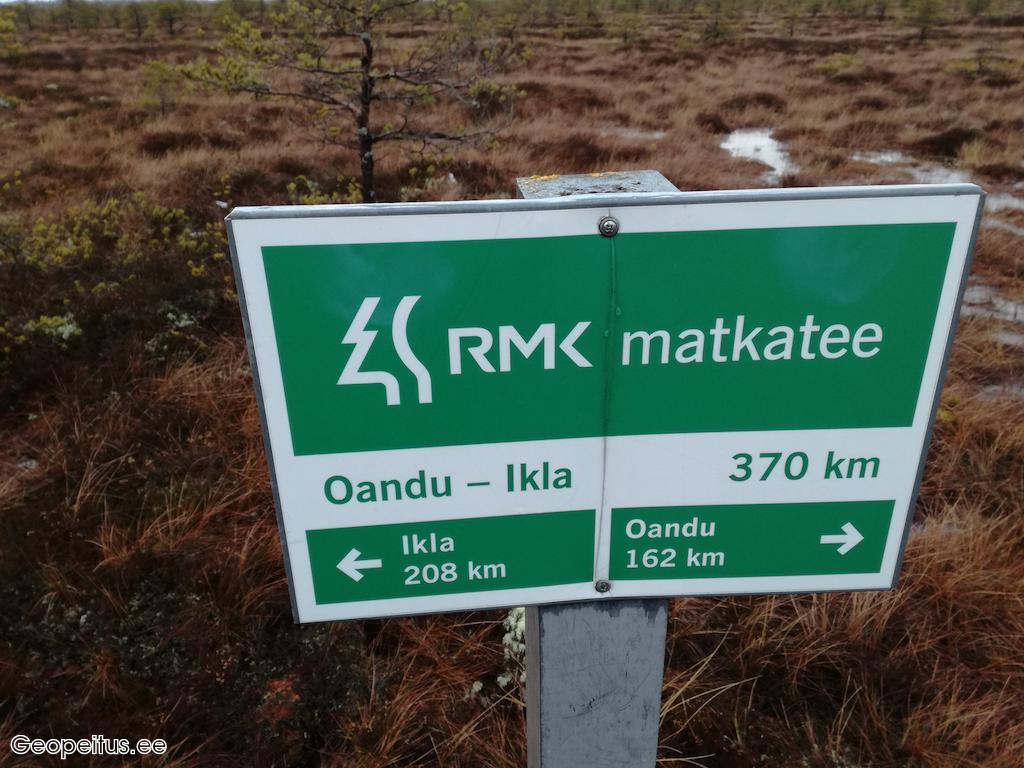 RMK matkatee
Oandu – Ikla 370 km
Ikla
208 km
Oandu
162 km
Geopeitus.ee